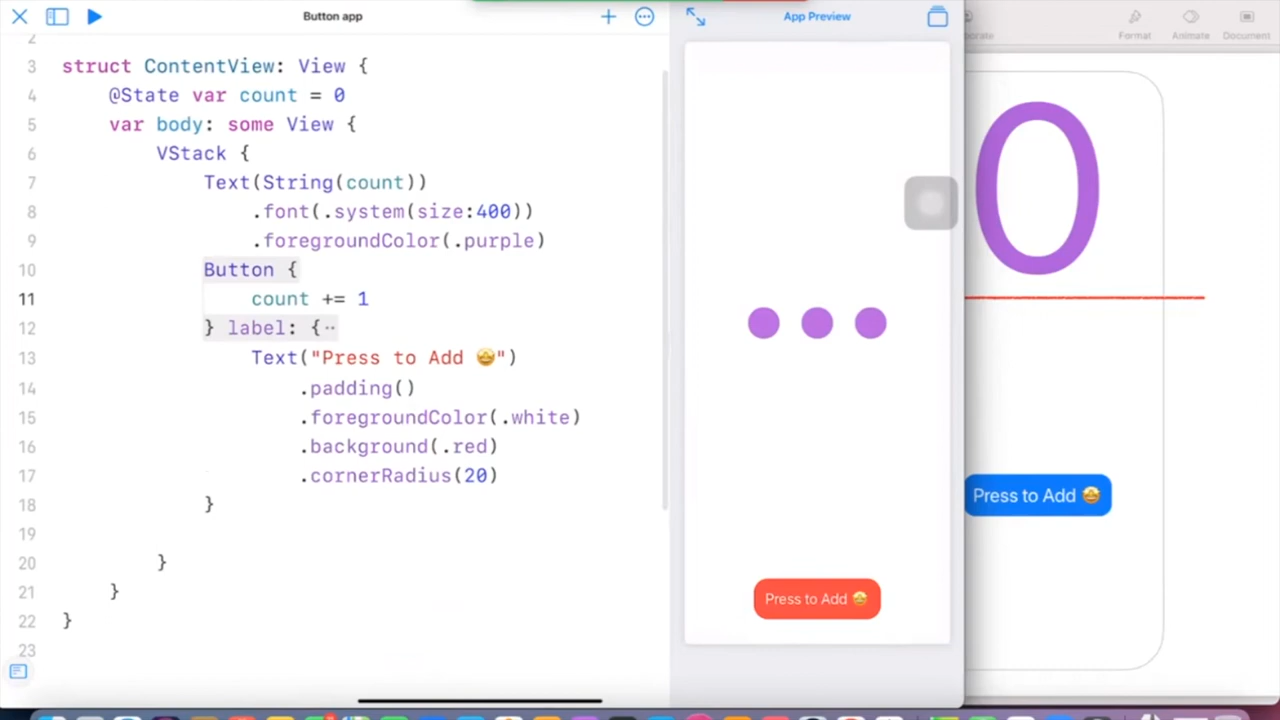 Button app
App Preview
orate
Format
Animate
Document
2
3 struct ContentView: View {
4 @State var count = 0
5 var body: some View {
6 VStack {
7 Text(String(count))
8 .font(.system(size:400))
9 .foregroundColor(.purple)
10 Button {
11 count += 1
12 } label: {
13 Text("Press to Add 🤩")
14 .padding()
15 .foregroundColor(.white)
16 .background(.red)
17 .cornerRadius(20)
18 }
19
20 }
21 }
22 }
23
Press to Add 🤩
0
Press to Add 🤩